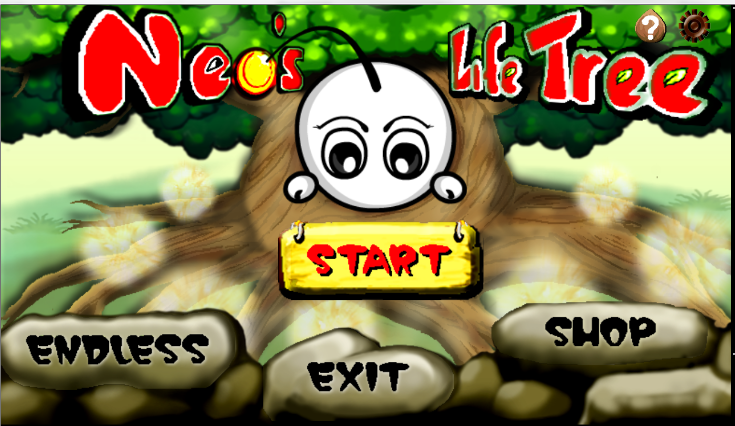 Neo's Life Tree
?
START
ENDLESS
SHOP
EXIT